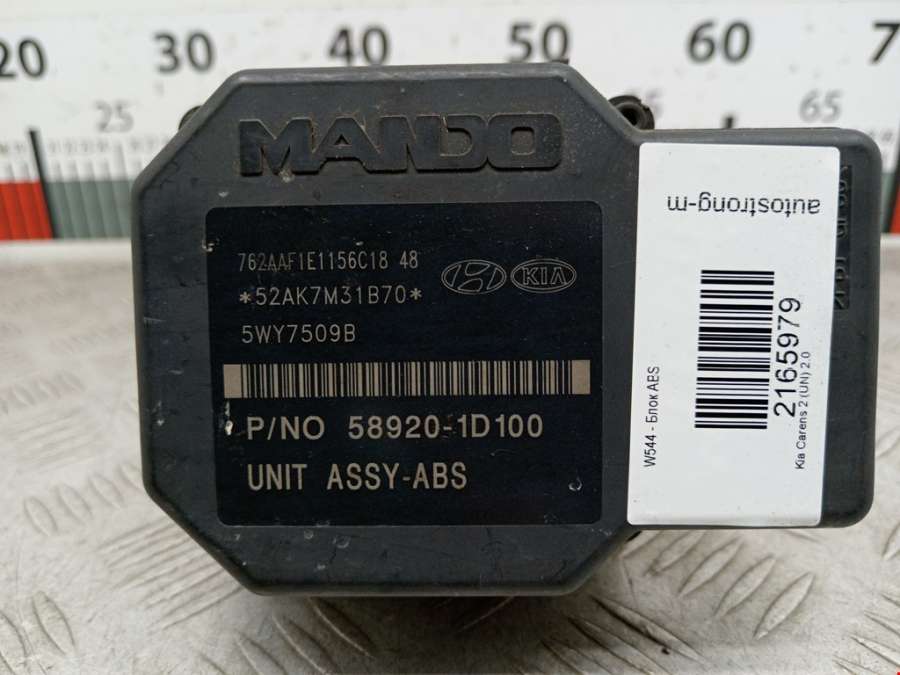 20 30 40 50 60 7
25 65
MANDO
762AAF1E1156C18 48
*52AK7M31B70*
KIA
5WY7509B
P/NO 58920-1D100
UNIT ASSY-ABS
autostrong-m
W544 - Блок ABS
2165979
Kia Carens 2 (UN) 2.0